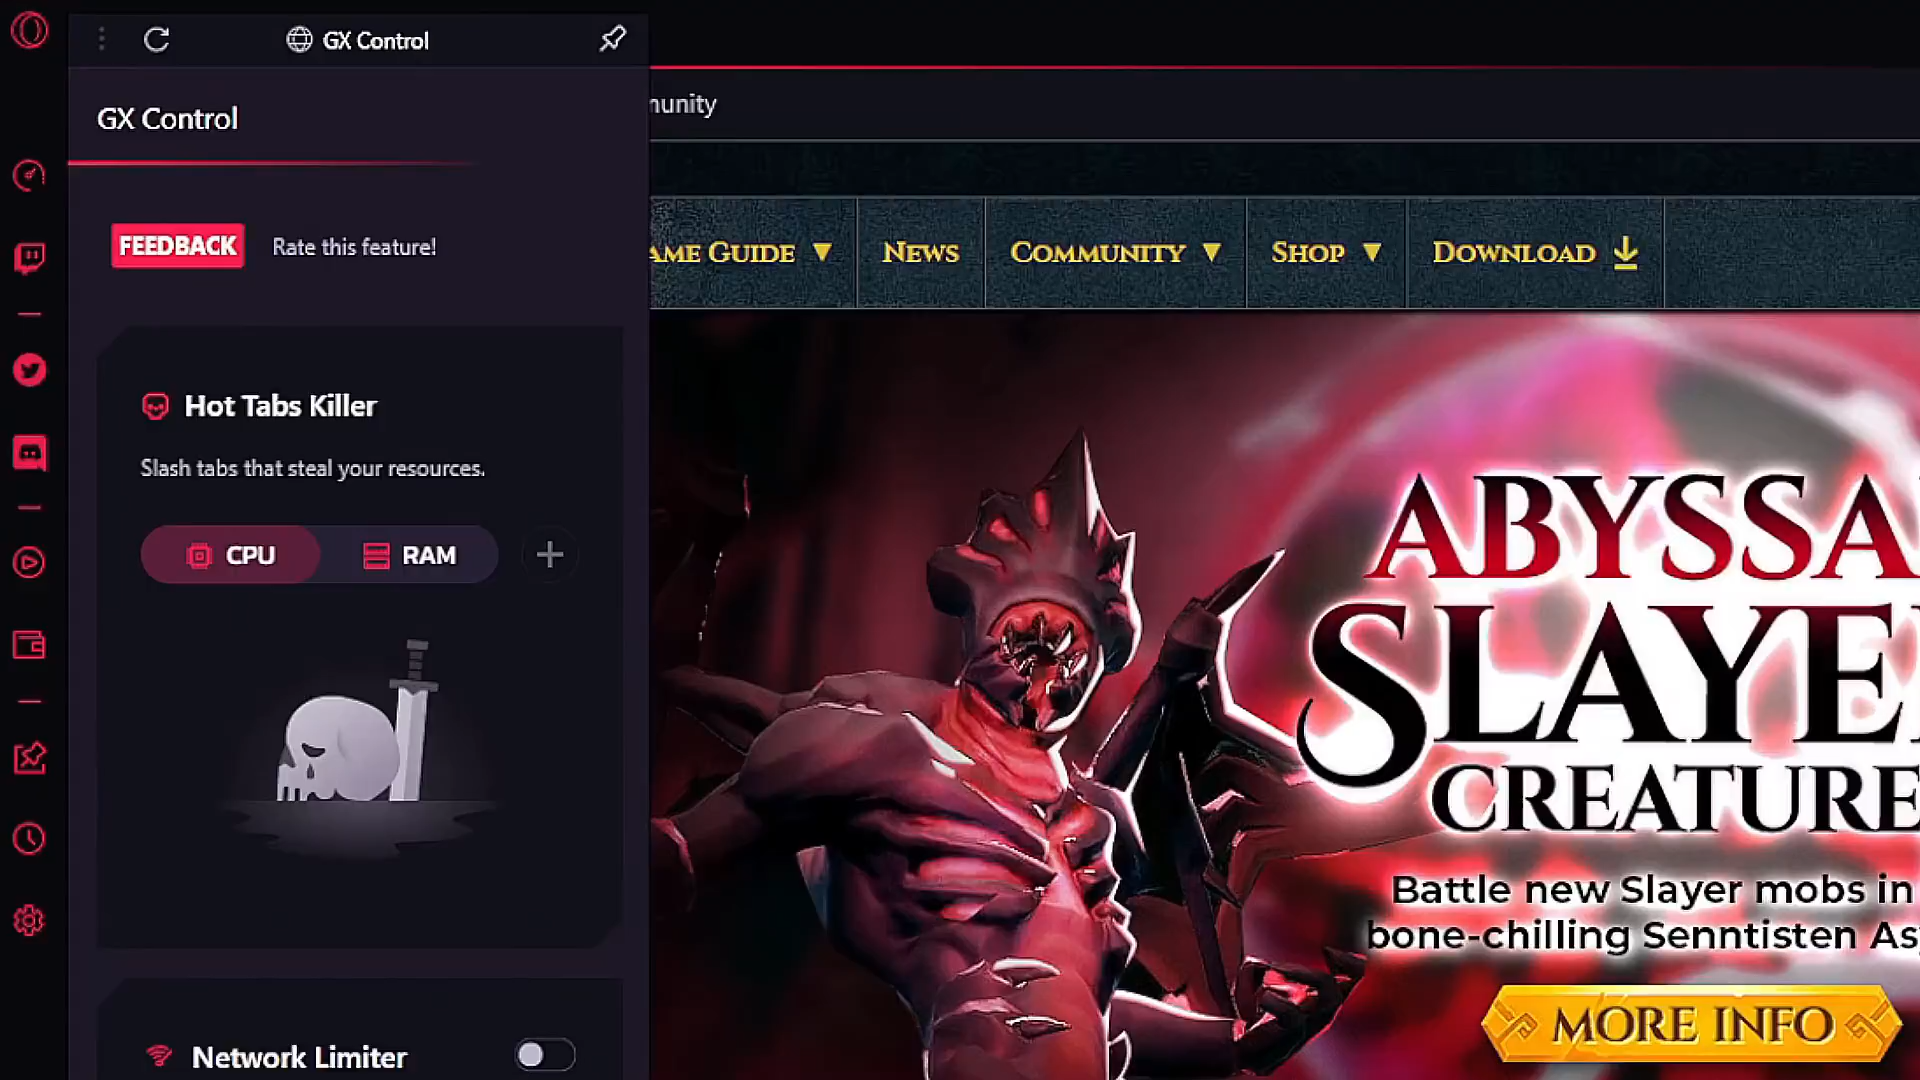 GX Control
GX Control
FEEDBACK
Rate this feature!
Hot Tabs Killer
Slash tabs that steal your resources.
CPU
RAM
Network Limiter
munity
AME GUIDE
NEWS
COMMUNITY
SHOP
DOWNLOAD
ABYSSA
SLAYE
CREATURE
Battle new Slayer mobs in
bone-chilling Senntisten As
MORE INFO